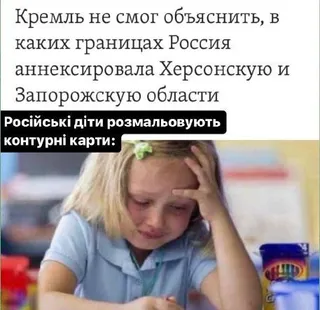 Кремль не смог объяснить, в
каких границах Россия
аннексировала Херсонскую и
Запорожскую области
Російські діти розмальовують
контурні карти: